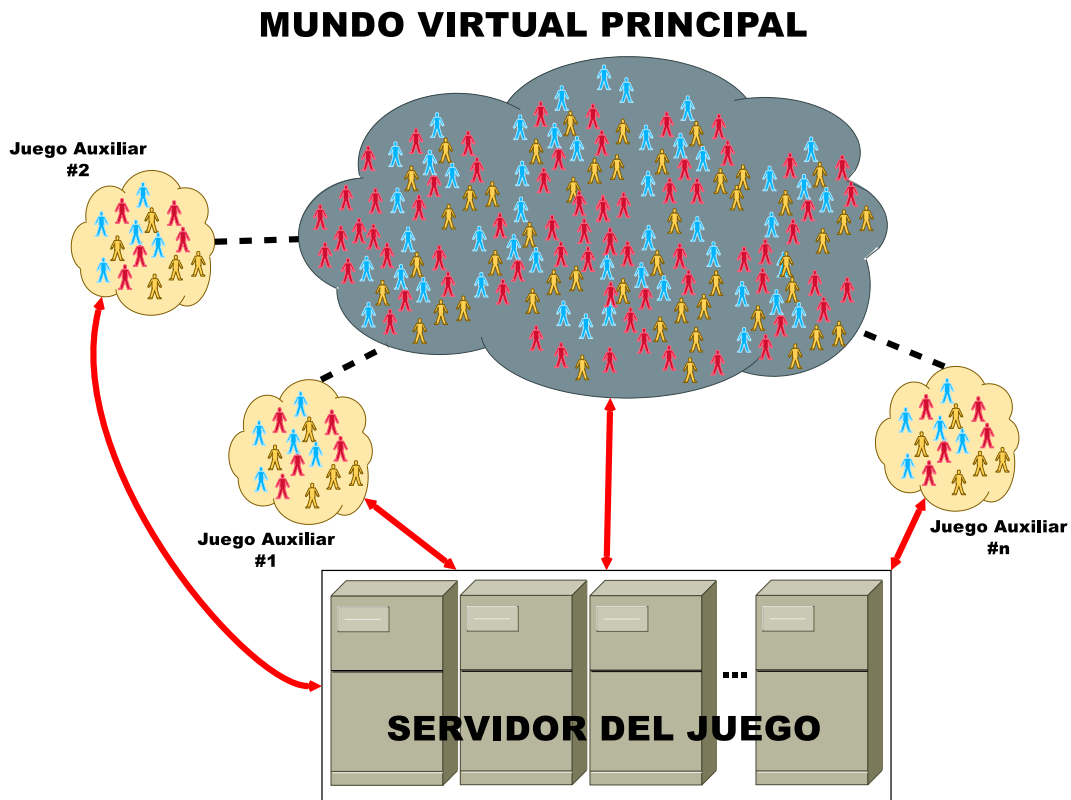 MUNDO VIRTUAL PRINCIPAL
Juego Auxiliar
#2
Juego Auxiliar
#1
Juego Auxiliar
#n
...
SERVIDOR DEL JUEGO